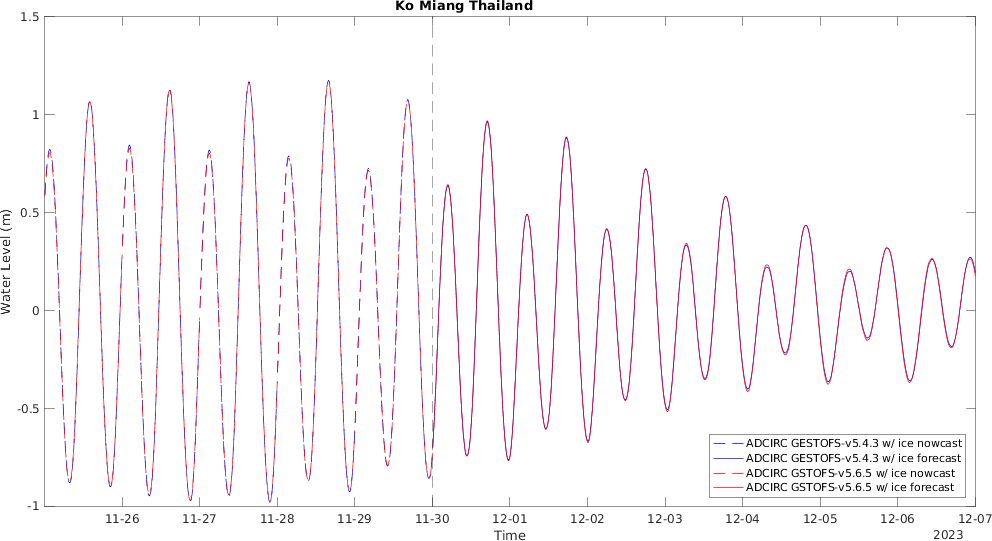 Ko Miang Thailand
1.5
1
0.5
0
-0.5
-1
Water Level (m)
11-26 11-27 11-28 11-29 11-30 12-01 12-02 12-03 12-04 12-05 12-06 12-07
Time
2023
ADCIRC GESTOFS-v5.4.3 w/ ice nowcast
ADCIRC GESTOFS-v5.4.3 w/ ice forecast
ADCIRC GSTOFS-v5.6.5 w/ ice nowcast
ADCIRC GSTOFS-v5.6.5 w/ ice forecast